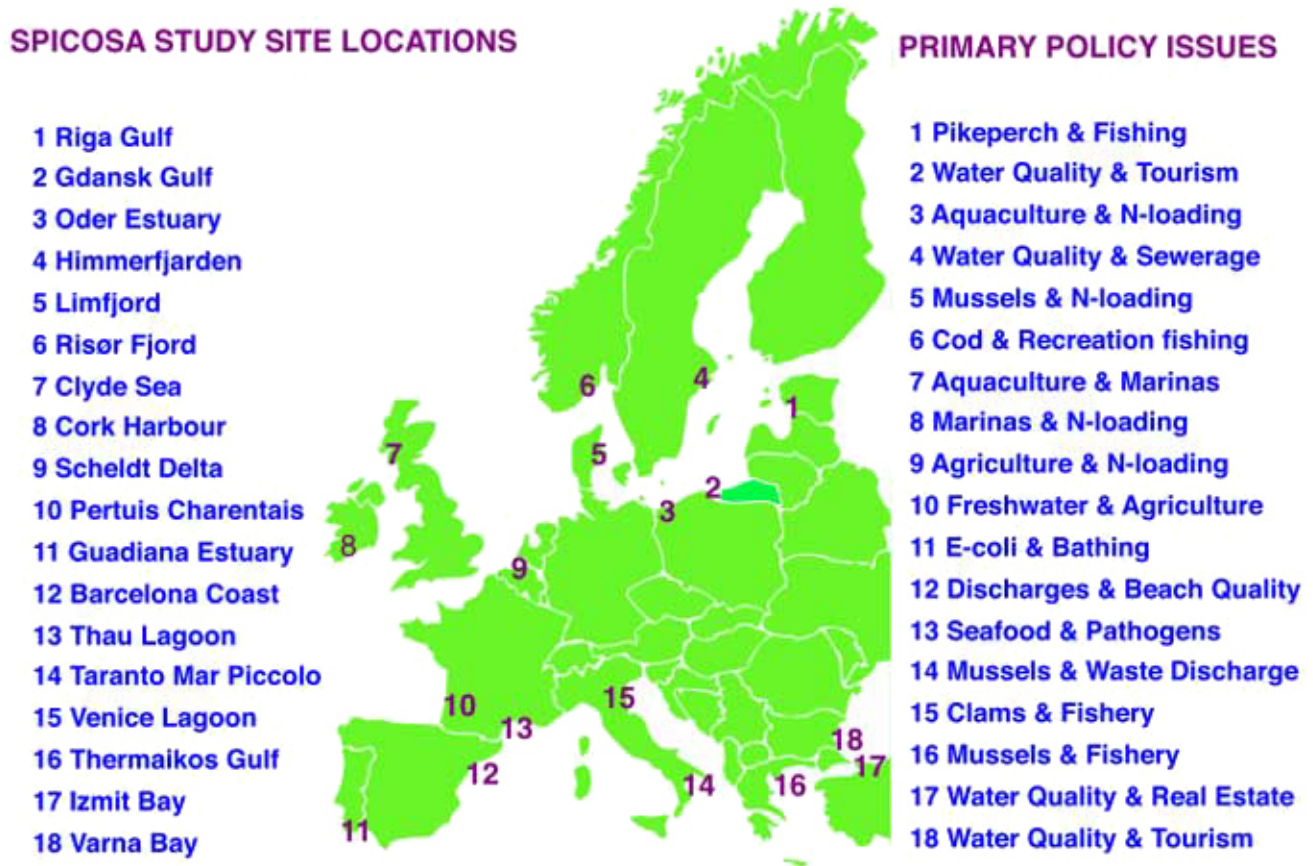 SPICOSA STUDY SITE LOCATIONS
1 Riga Gulf
2 Gdansk Gulf
3 Oder Estuary
4 Himmerfjarden
5 Limfjord
6 Risør Fjord
7 Clyde Sea
8 Cork Harbour
9 Scheldt Delta
10 Pertuis Charentais
11 Guadiana Estuary
12 Barcelona Coast
13 Thau Lagoon
14 Taranto Mar Piccolo
15 Venice Lagoon
16 Thermaikos Gulf
17 Izmit Bay
18 Varna Bay
6
4
1
7
5
2
3
8
9
15
10
13
18
17
12
14
16
11
PRIMARY POLICY ISSUES
1 Pikeperch & Fishing
2 Water Quality & Tourism
3 Aquaculture & N-loading
4 Water Quality & Sewerage
5 Mussels & N-loading
6 Cod & Recreation fishing
7 Aquaculture & Marinas
8 Marinas & N-loading
9 Agriculture & N-loading
10 Freshwater & Agriculture
11 E-coli & Bathing
12 Discharges & Beach Quality
13 Seafood & Pathogens
14 Mussels & Waste Discharge
15 Clams & Fishery
16 Mussels & Fishery
17 Water Quality & Real Estate
18 Water Quality & Tourism